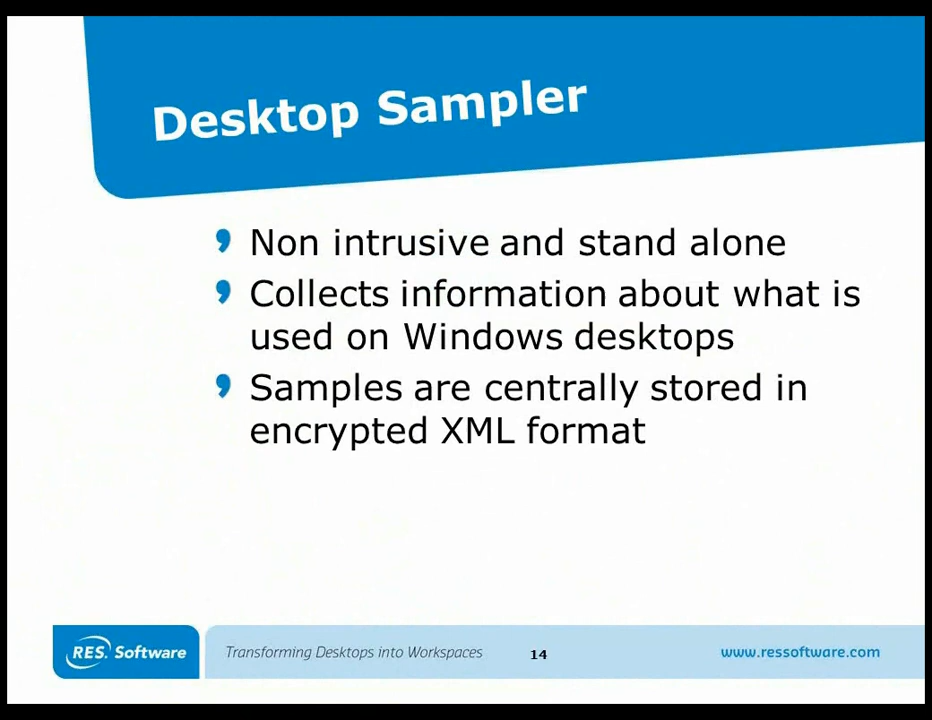 Desktop Sampler
Non intrusive and stand alone
Collects information about what is
used on Windows desktops
Samples are centrally stored in
encrypted XML format
RES. Software
Transforming Desktops into Workspaces
14
www.ressoftware.com